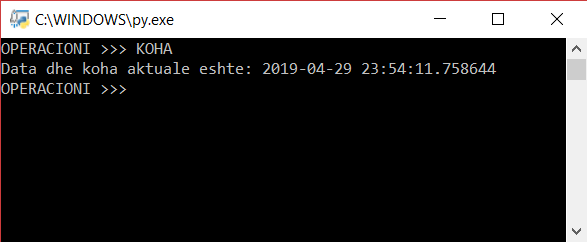 C:\WINDOWS\py.exe
OPERACIONI >>> KOHA
Data dhe koha aktuale eshte: 2019-04-29 23:54:11.758644
OPERACIONI >>>